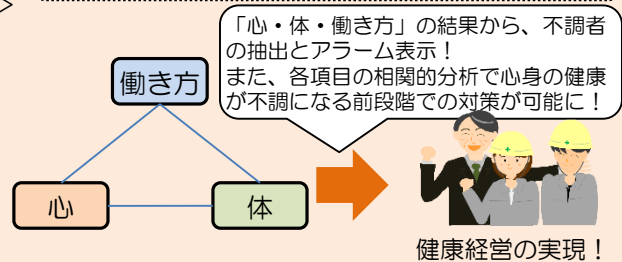 「心・体・働き方」の結果から、不調者
の抽出とアラーム表示！
また、各項目の相関的分析で心身の健康
が不調になる前段階での対策が可能に！
働き方
心
体
健康経営の実現！